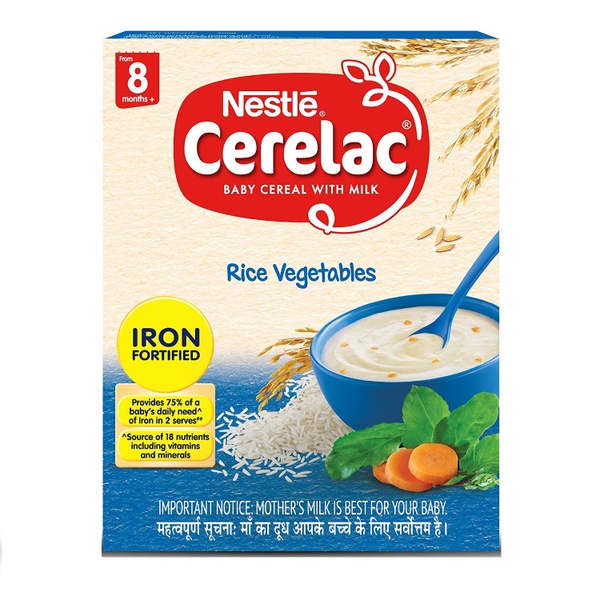 From
8
months +
Nestlé®
Cerelac®
BABY CEREAL WITH MILK
Rice Vegetables
IRON
FORTIFIED
Provides 75% of a
baby's daily need^
of Iron in 2 serves**
^Source of 18 nutrients
including vitamins
and minerals
IMPORTANT NOTICE: MOTHER'S MILK IS BEST FOR YOUR BABY.
महत्वपूर्ण सूचना: माँ का दूध आपके बच्चे के लिए सर्वोत्तम है।